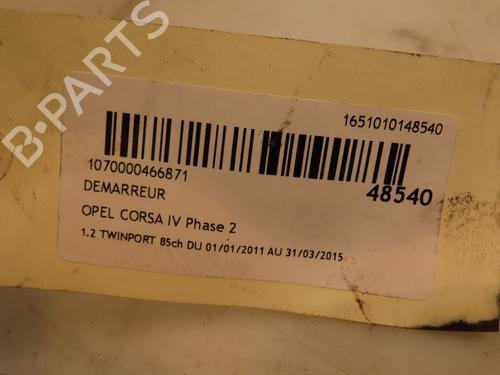 B-PARTS
1651010148540
1070000466871
48540
DEMARREUR
OPEL CORSA IV Phase 2
1.2 TWINPORT 85ch DU 01/01/2011 AU 31/03/2015